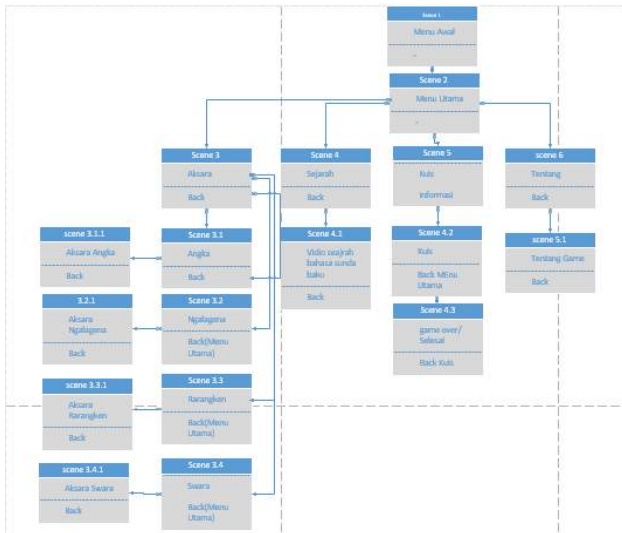 Scene 1
Menu Awal
-
Scene 2
Menu Utama
-
Scene 3
Aksara
Back
Scene 4
Sejarah
Back
Scene 5
Kuis
Informasi
scene 6
Tentang
Back
scene 3.1.1
Aksara Angka
Back
Scene 3.1
Angka
Back
Scene 4.1
Vidio seajrah
bahasa sunda
baku
Back
Scene 4.2
Kuis
Back MEnu
Utama
scene 5.1
Tentang Game
Back
3.2.1
Aksara
Ngalagena
Back
Scene 3.2
Ngalagena
Back(Menu
Utama)
Scene 4.3
game over/
Selesai
Back Kuis
scene 3.3.1
Aksara
Rarangken
Back
Scene 3.3
Rarangken
Back(Menu
Utama)
scene 3.4.1
Aksara Swara
Back
Scene 3.4
Swara
Back(Menu
Utama)